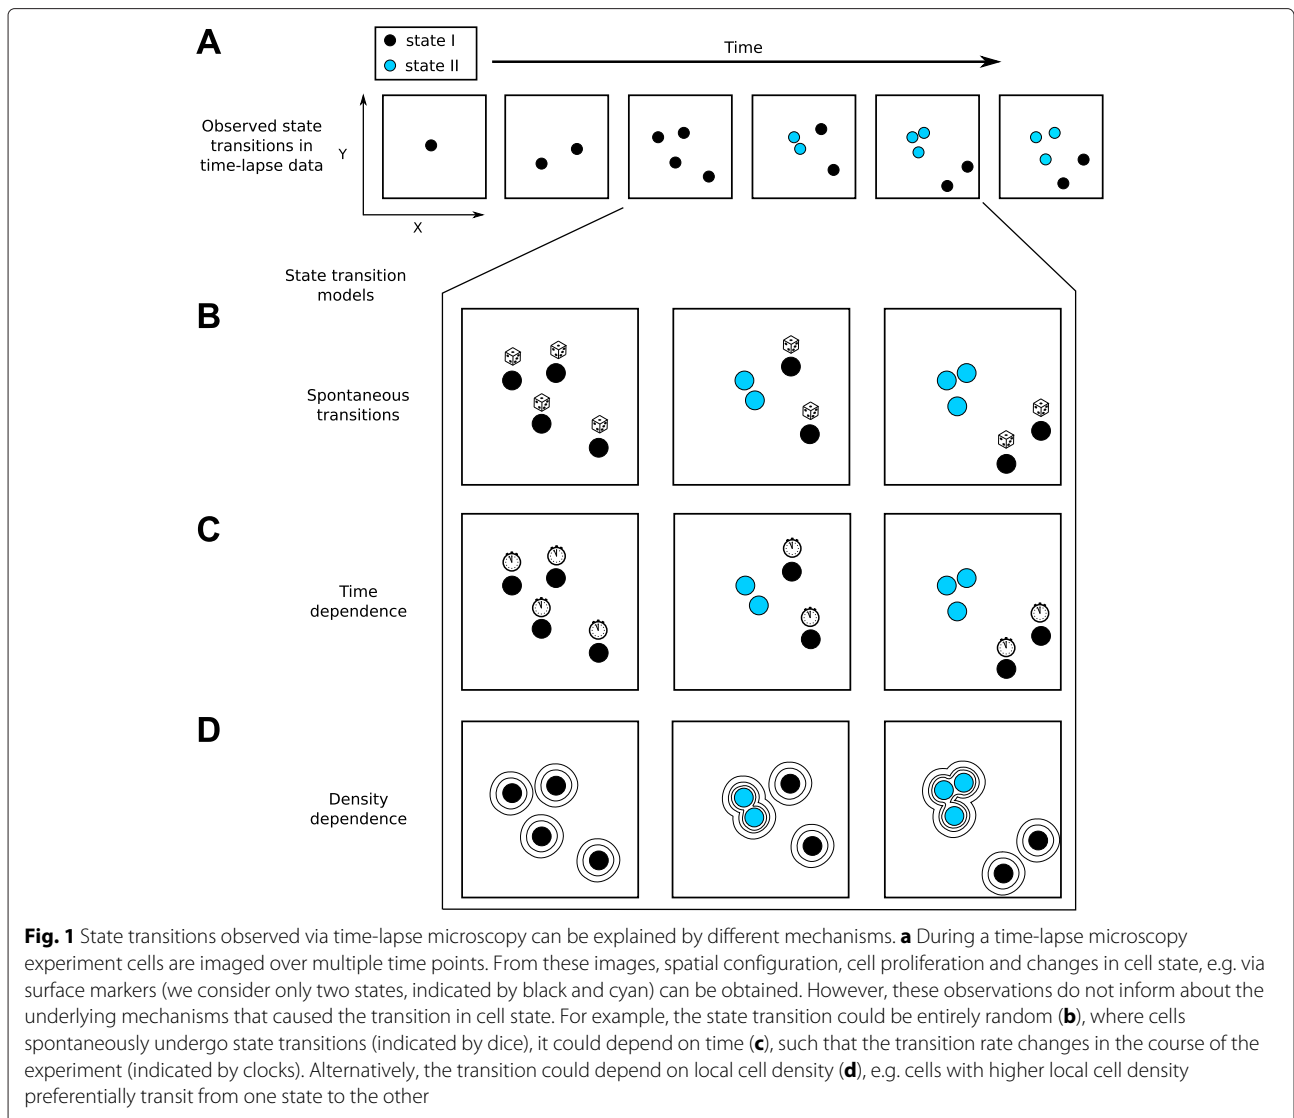 A
state I
state II
Time
Observed state
transitions in
time-lapse data
Y
X
State transition
models
B
Spontaneous
transitions
C
Time
dependence
D
Density
dependence
Fig. 1 State transitions observed via time-lapse microscopy can be explained by different mechanisms. a During a time-lapse microscopy
experiment cells are imaged over multiple time points. From these images, spatial configuration, cell proliferation and changes in cell state, e.g. via
surface markers (we consider only two states, indicated by black and cyan) can be obtained. However, these observations do not inform about the
underlying mechanisms that caused the transition in cell state. For example, the state transition could be entirely random (b), where cells
spontaneously undergo state transitions (indicated by dice), it could depend on time (c), such that the transition rate changes in the course of the
experiment (indicated by clocks). Alternatively, the transition could depend on local cell density (d), e.g. cells with higher local cell density
preferentially transit from one state to the other